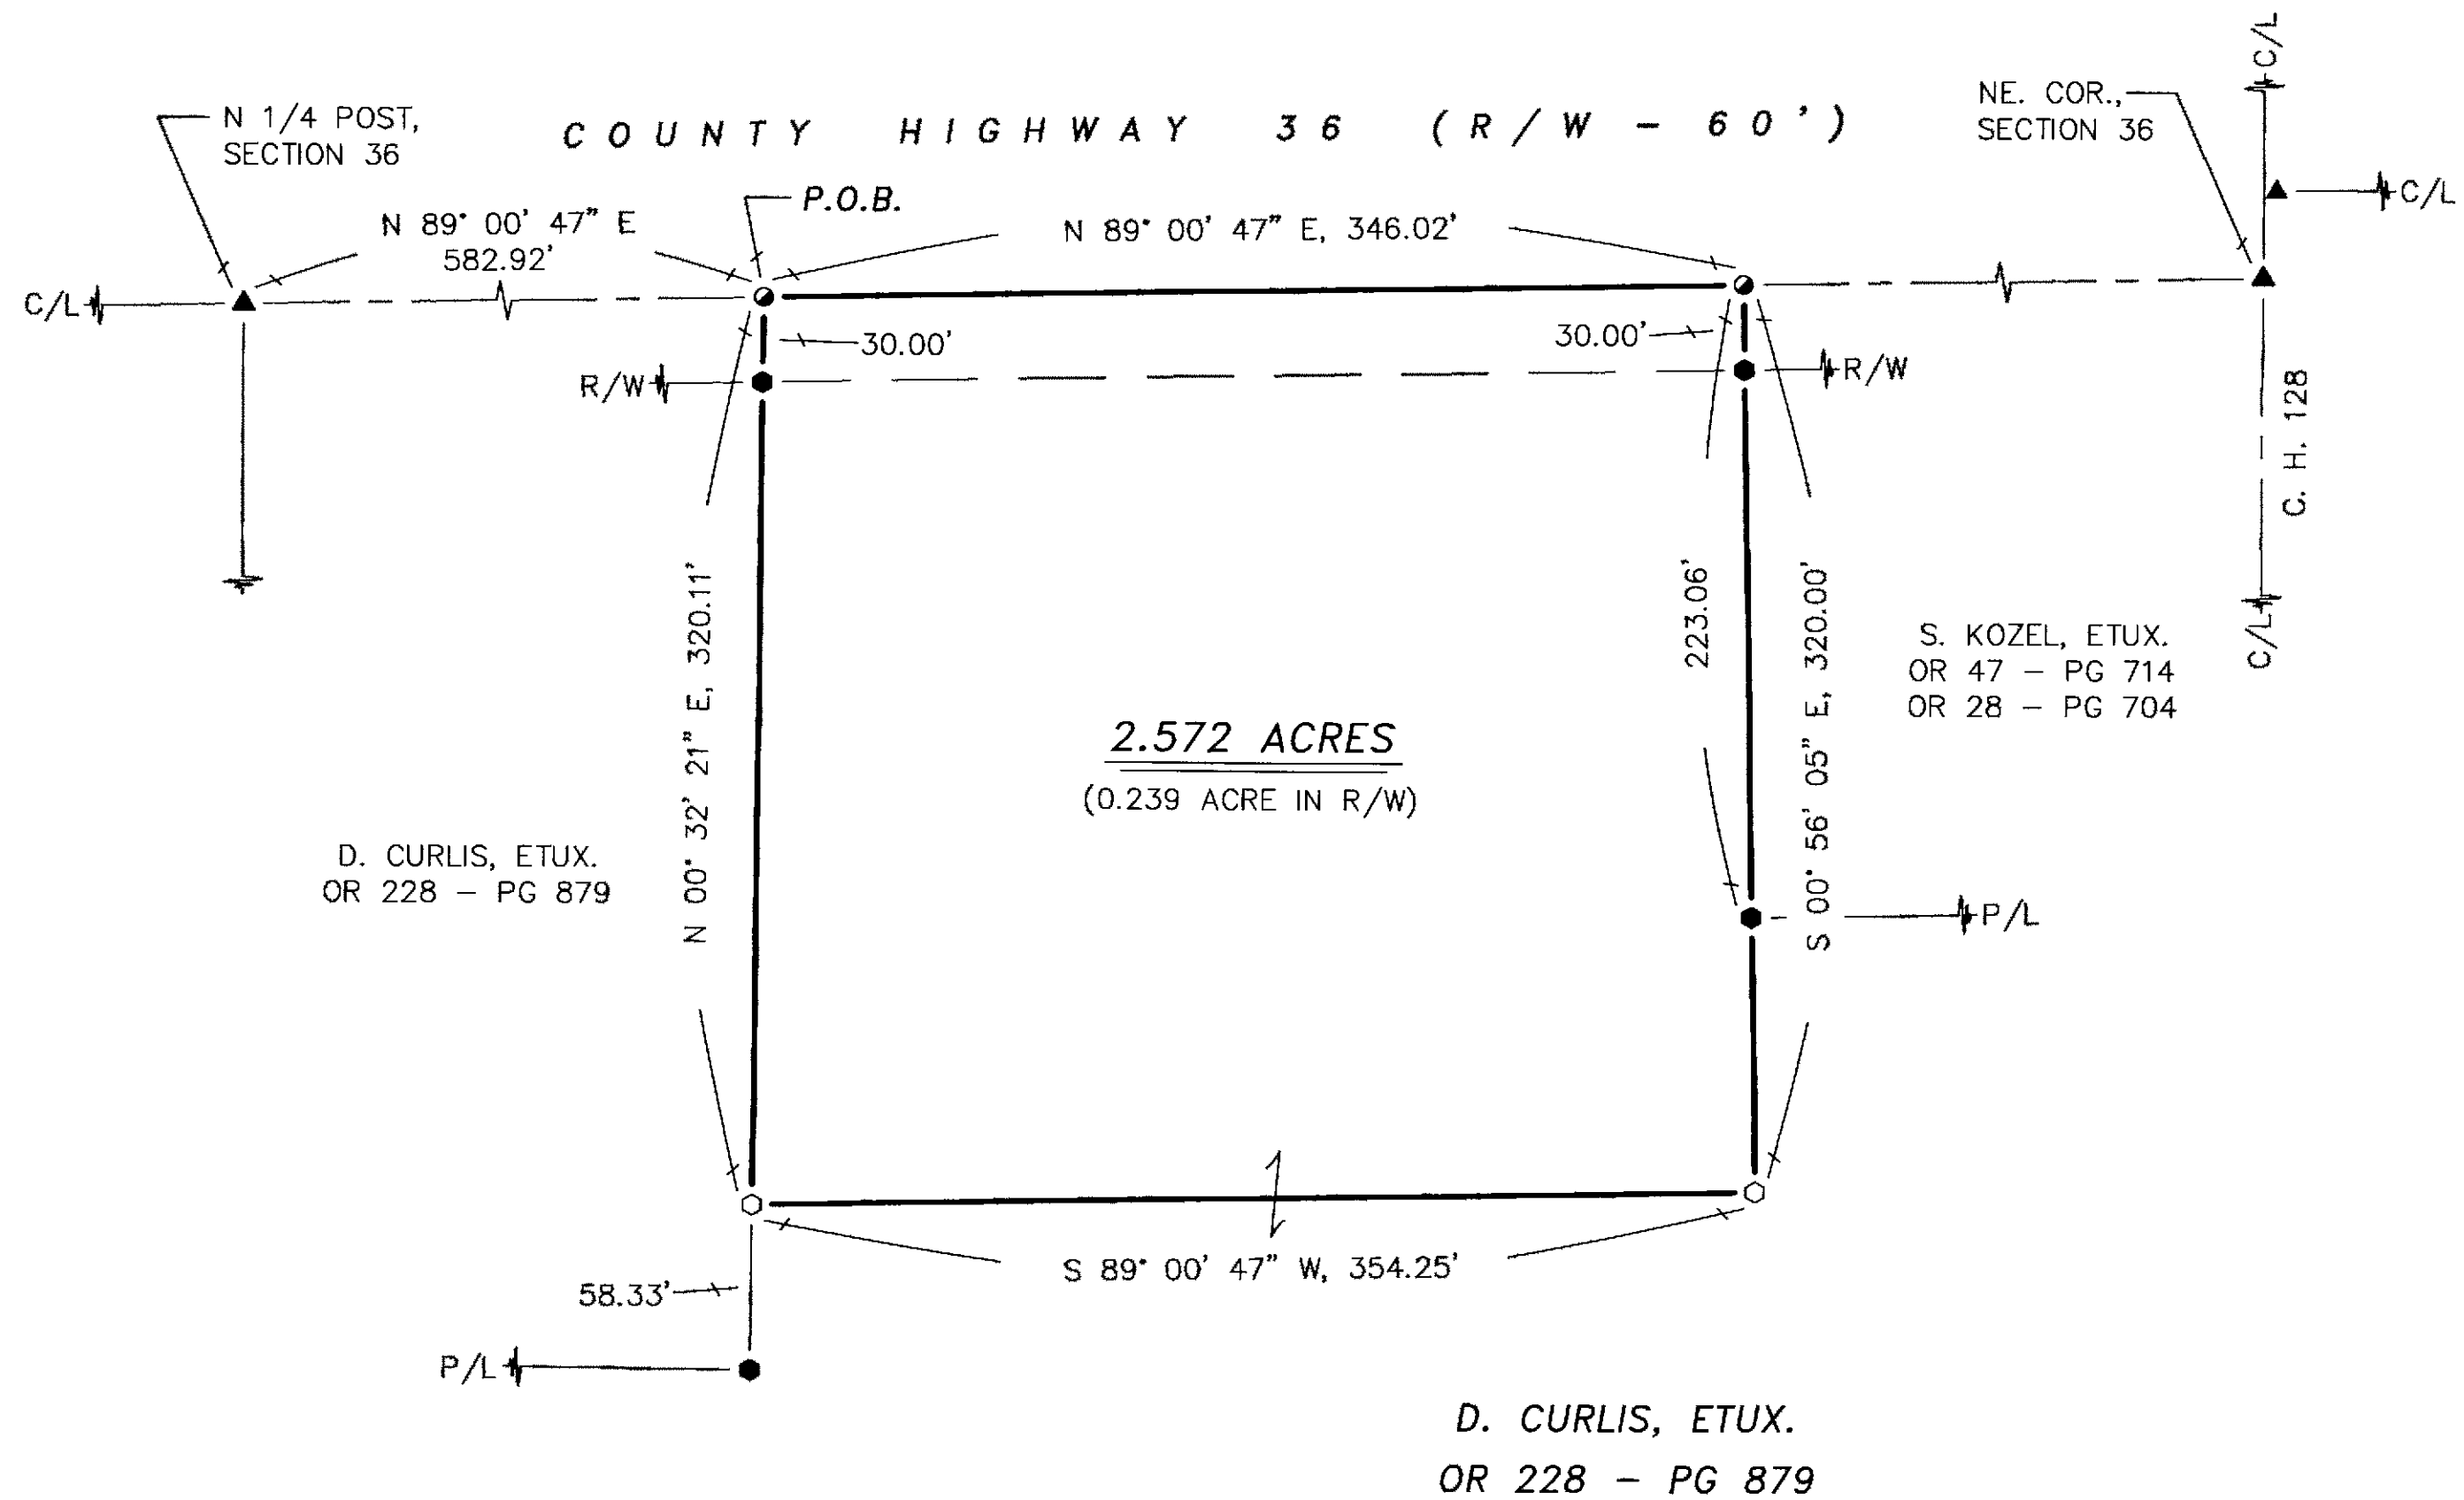 C/L
N 1/4 POST,
SECTION 36
COUNTY HIGHWAY 36 (R/W - 60')
NE. COR.,
SECTION 36
C/L
P.O.B.
N 89° 00' 47" E
582.92'
N 89° 00' 47" E, 346.02'
C/L
30.00'
30.00'
R/W
R/W
C. H. 128
C/L
N 00° 32' 21" E, 320.11'
223.06'
S 00° 56' 05" E, 320.00'
S. KOZEL, ETUX.
OR 47 - PG 714
OR 28 - PG 704
2.572 ACRES
(0.239 ACRE IN R/W)
D. CURLIS, ETUX.
OR 228 - PG 879
P/L
S 89° 00' 47" W, 354.25'
58.33'
P/L
D. CURLIS, ETUX.
OR 228 - PG 879